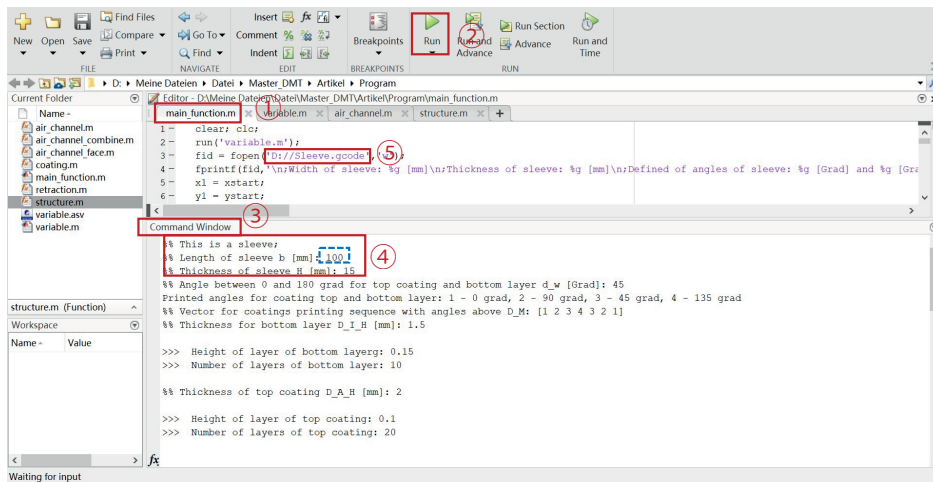 Find Files
Insert fx
New Open Save Compare Go To Comment % Breakpoints Run ② Run and Advance Run Section Advance Run and Time
Print Find Indent
FILE NAVIGATE EDIT BREAKPOINTS RUN
D: Meine Dateien Datei Master_DMT Artikel Program
Current Folder
Editor - D:\Meine Dateien\Datei\Master_DMT\Artikel\Program\main_function.m
①
Name
main_function.m variable.m air_channel.m structure.m +
air_channel.m
air_channel_combine.m
air_channel_face.m
coating.m
main_function.m
retraction.m
structure.m
variable.asv
variable.m
1 - clear; clc;
2 - run('variable.m');
3 - fid = fopen('D://Sleeve.gcode',
⑤
4 - fprintf(fid,'\n;Width of sleeve: %g [mm]\n;Thickness of sleeve: %g [mm]\n;Defined of angles of sleeve: %g [Grad] and %g [Gra
5 - x1 = xstart;
6 - y1 = ystart;
③
Command Window
%% This is a sleeve;
%% Length of sleeve b [mm]: 100
④
%% Thickness of sleeve H [mm]: 15
%% Angle between 0 and 180 grad for top coating and bottom layer d_w [Grad]: 45
Printed angles for coating top and bottom layer: 1 - 0 grad, 2 - 90 grad, 3 - 45 grad, 4 - 135 grad
%% Vector for coatings printing sequence with angles above D_M: [1 2 3 4 3 2 1]
%% Thickness for bottom layer D_I_H [mm]: 1.5
>>> Height of layer of bottom layerg: 0.15
>>> Number of layers of bottom layer: 10
%% Thickness of top coating D_A_H [mm]: 2
>>> Height of layer of top coating: 0.1
>>> Number of layers of top coating: 20
fx
structure.m (Function)
Workspace
Name Value
Waiting for input